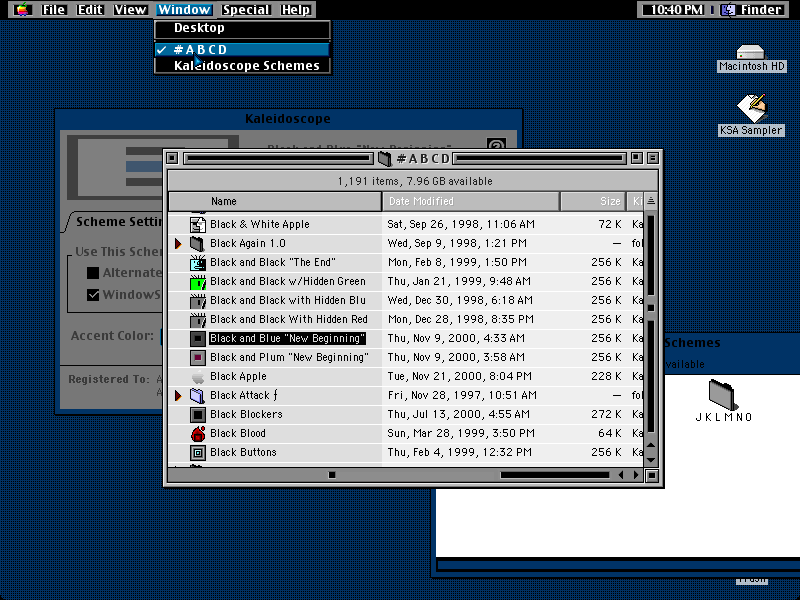 File Edit View Window Special Help 10:40 PM Finder
Desktop
✓ #ABCD
Kaleidoscope Schemes
Macintosh HD
KSA Sampler
Kaleidoscope
Black and Blue "New Beginning"
#ABCD
1,191 items, 7.96 GB available
Name Date Modified Size Ki
Black & White Apple Sat, Sep 26, 1998, 11:06 AM 72 K Ka
Black Again 1.0 Wed, Sep 9, 1998, 1:21 PM — fol
Black and Black "The End" Mon, Feb 8, 1999, 1:50 PM 256 K Ka
Black and Black w/Hidden Green Thu, Jan 21, 1999, 9:48 AM 256 K Ka
Black and Black with Hidden Blu Wed, Dec 30, 1998, 6:18 AM 256 K Ka
Black and Black With Hidden Red Mon, Dec 28, 1998, 8:35 PM 256 K Ka
Black and Blue "New Beginning" Thu, Nov 9, 2000, 4:33 AM 256 K Ka
Black and Plum "New Beginning" Thu, Nov 9, 2000, 3:58 AM 256 K Ka
Black Apple Tue, Nov 21, 2000, 8:04 PM 228 K Ka
Black Attack ƒ Fri, Nov 28, 1997, 10:51 AM — fol
Black Blockers Thu, Jul 13, 2000, 4:55 AM 272 K Ka
Black Blood Sun, Mar 28, 1999, 3:50 PM 64 K Ka
Black Buttons Thu, Feb 4, 1999, 12:32 PM 256 K Ka
Scheme Settin
Use This Schem
Alternate
WindowS
Accent Color:
Registered To: A
A
Schemes
vailable
JKLMNO
Trash